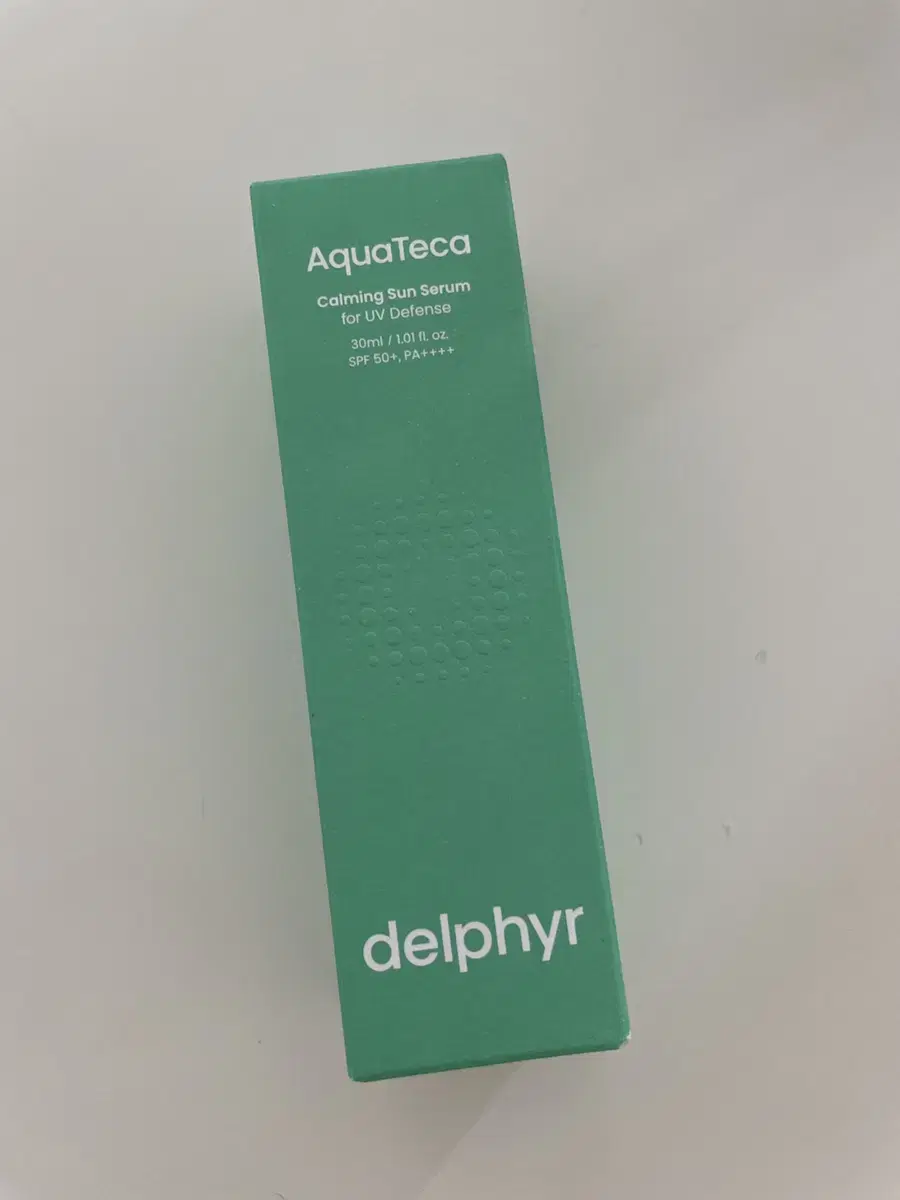 AquaTeca
Calming Sun Serum
for UV Defense
30ml / 1.01 fl. oz.
SPF 50+, PA++++
delphyr